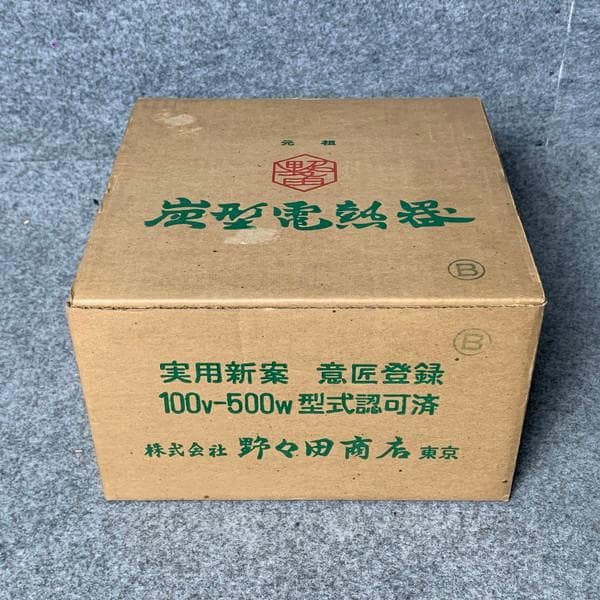 元祖
炭型電熱器
B
B
実用新案 意匠登録
100v-500w 型式認可済
株式会社 野々田商店 東京